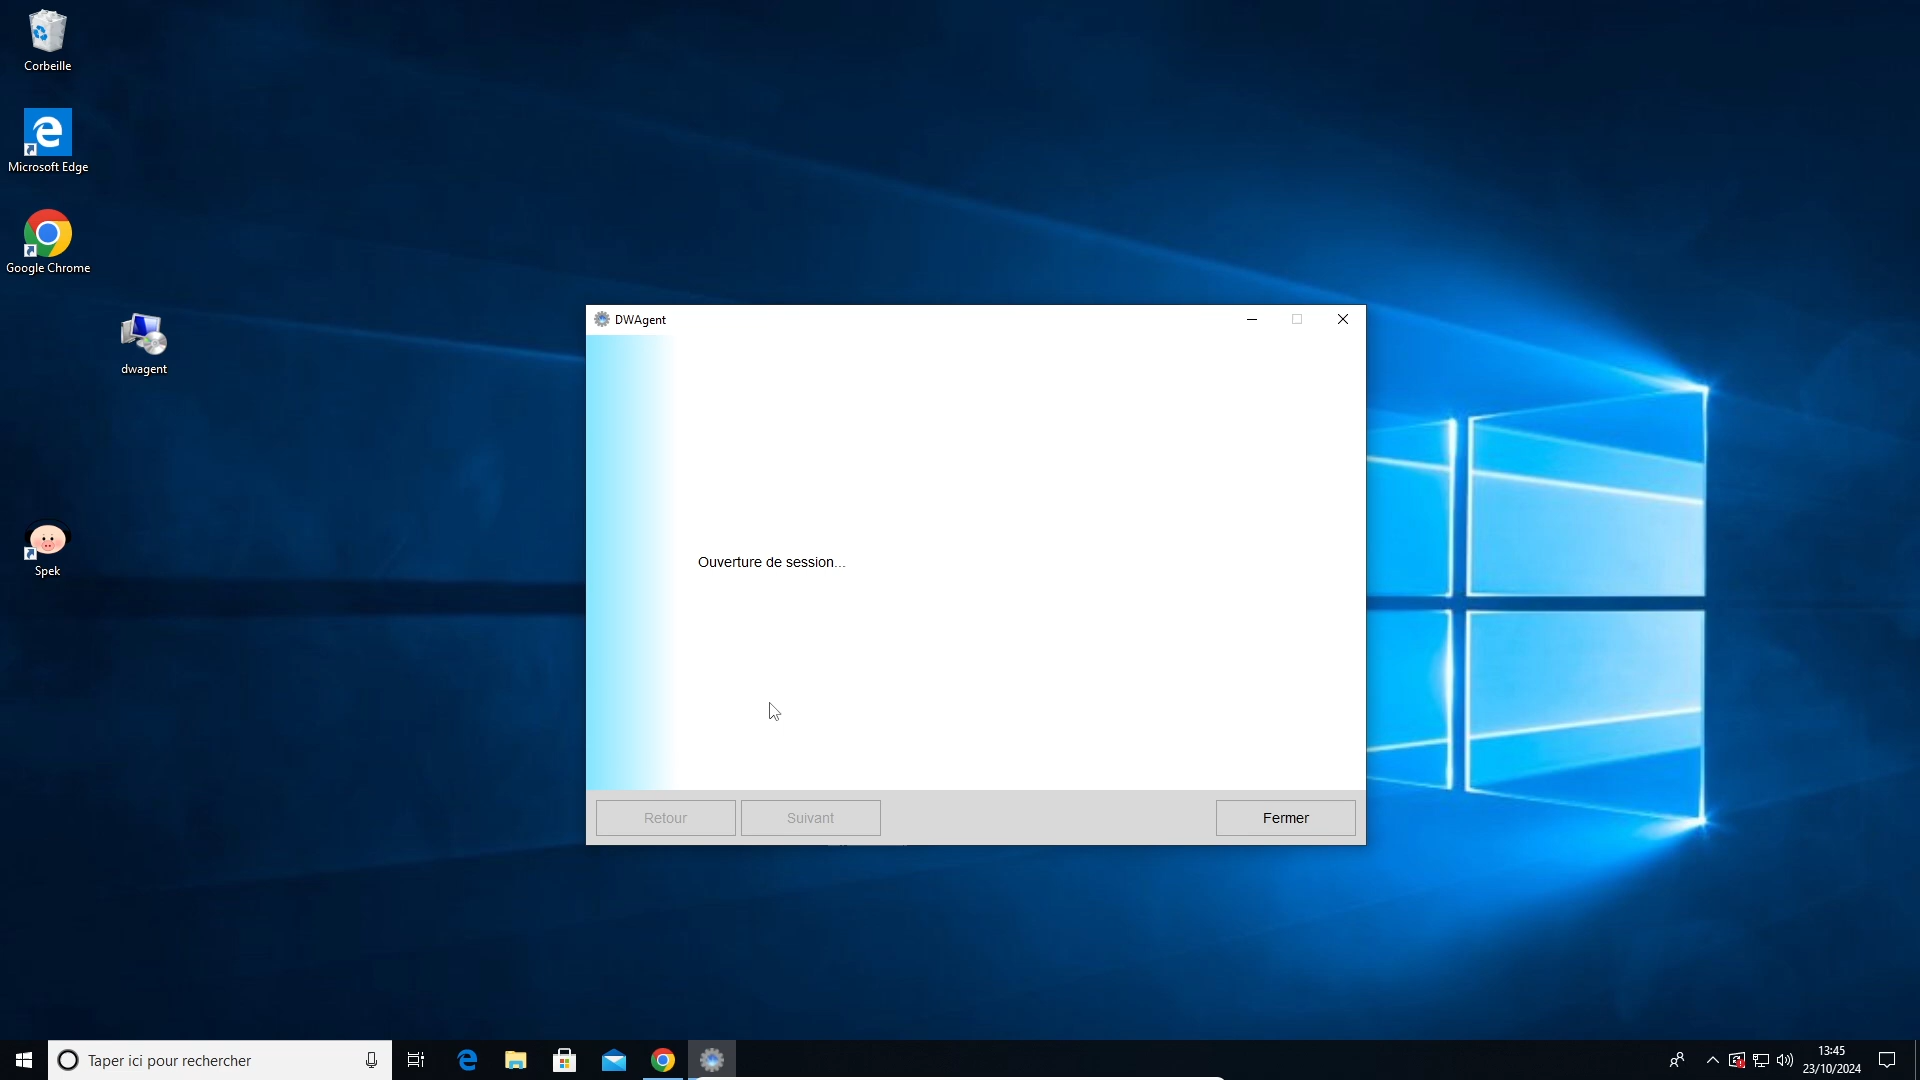 Corbeille
Microsoft Edge
Google Chrome
dwagent
Spek
DWAgent
Ouverture de session...
Retour
Suivant
Fermer
Taper ici pour rechercher
13:45
23/10/2024